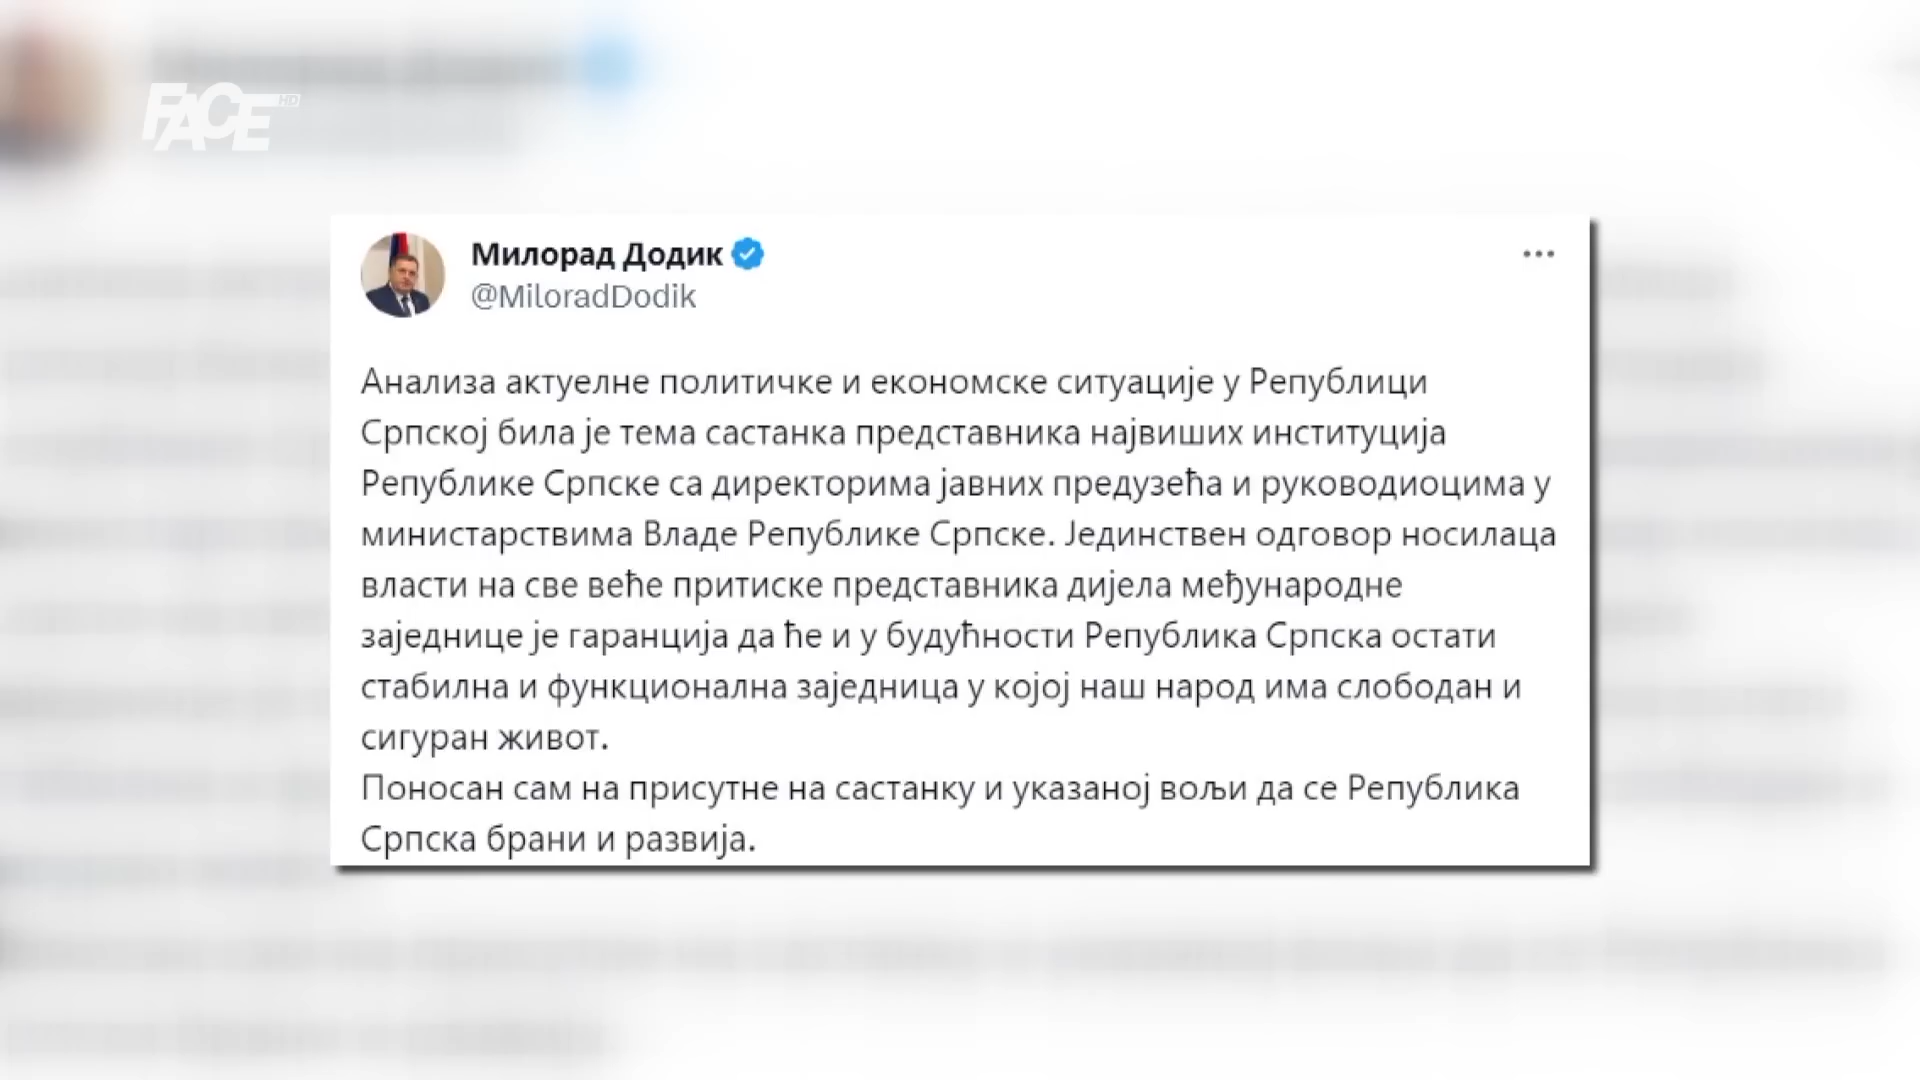 FACE HD
Милорад Додик
@MiloradDodik
Анализа актуелне политичке и економске ситуације у Републици
Српској била је тема састанка представника највиших институција
Републике Српске са директорима јавних предузећа и руководиоцима у
министарствима Владе Републике Српске. Јединствен одговор носилаца
власти на све веће притиске представника дијела међународне
заједнице је гаранција да ће и у будућности Република Српска остати
стабилна и функционална заједница у којој наш народ има слободан и
сигуран живот.
Поносан сам на присутне на састанку и указаној вољи да се Република
Српска брани и развија.